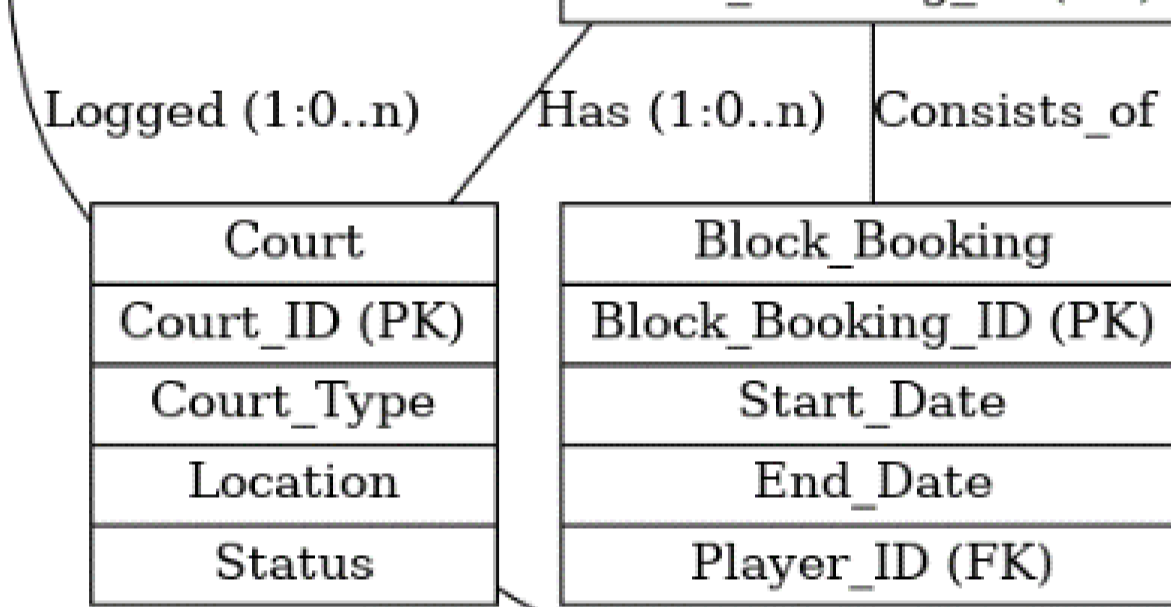 Logged (1:0..n)
Has (1:0..n)
Consists_of
Court
Court_ID (PK)
Court_Type
Location
Status
Block_Booking
Block_Booking_ID (PK)
Start_Date
End_Date
Player_ID (FK)